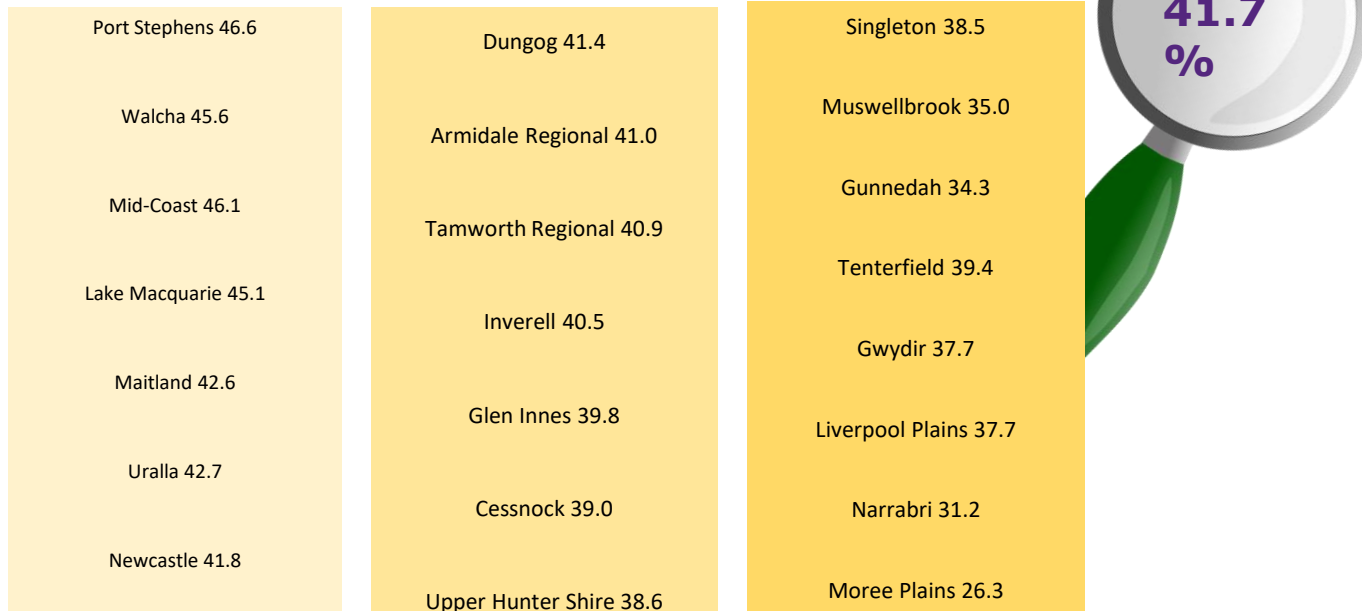 Port Stephens 46.6
Walcha 45.6
Mid-Coast 46.1
Lake Macquarie 45.1
Maitland 42.6
Uralla 42.7
Newcastle 41.8
Dungog 41.4
Armidale Regional 41.0
Tamworth Regional 40.9
Inverell 40.5
Glen Innes 39.8
Cessnock 39.0
Upper Hunter Shire 38.6
Singleton 38.5
Muswellbrook 35.0
Gunnedah 34.3
Tenterfield 39.4
Gwydir 37.7
Liverpool Plains 37.7
Narrabri 31.2
Moree Plains 26.3
41.7
%